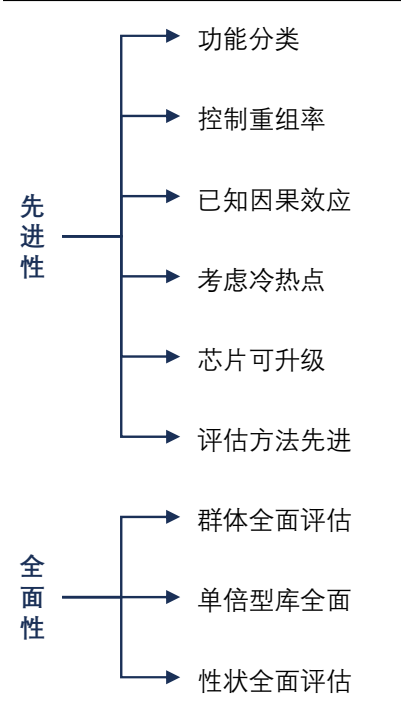 先进性
功能分类
控制重组率
已知因果效应
考虑冷热点
芯片可升级
评估方法先进
全面性
群体全面评估
单倍型库全面
性状全面评估